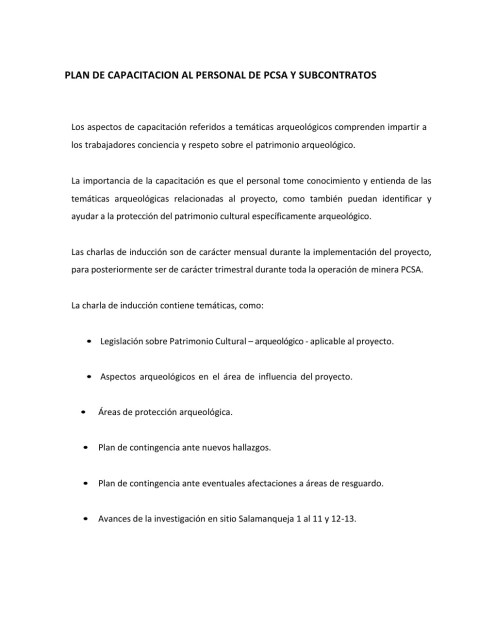 PLAN DE CAPACITACION AL PERSONAL DE PCSA Y SUBCONTRATOS
Los aspectos de capacitación referidos a temáticas arqueológicos comprenden impartir a
los trabajadores conciencia y respeto sobre el patrimonio arqueológico.
La importancia de la capacitación es que el personal tome conocimiento y entienda de las
temáticas arqueológicas relacionadas al proyecto, como también puedan identificar y
ayudar a la protección del patrimonio cultural específicamente arqueológico.
Las charlas de inducción son de carácter mensual durante la implementación del proyecto,
para posteriormente ser de carácter trimestral durante toda la operación de minera PCSA.
La charla de inducción contiene temáticas, como:
• Legislación sobre Patrimonio Cultural – arqueológico - aplicable al proyecto.
• Aspectos arqueológicos en el área de influencia del proyecto.
• Áreas de protección arqueológica.
• Plan de contingencia ante nuevos hallazgos.
• Plan de contingencia ante eventuales afectaciones a áreas de resguardo.
• Avances de la investigación en sitio Salamanqueja 1 al 11 y 12-13.